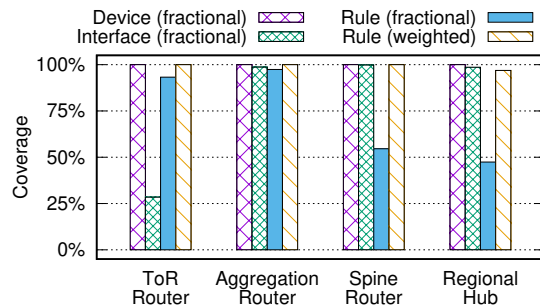 Device (fractional)
Interface (fractional)
Rule (fractional)
Rule (weighted)
Coverage
100%
75%
50%
25%
0%
ToR
Router
Aggregation
Router
Spine
Router
Regional
Hub